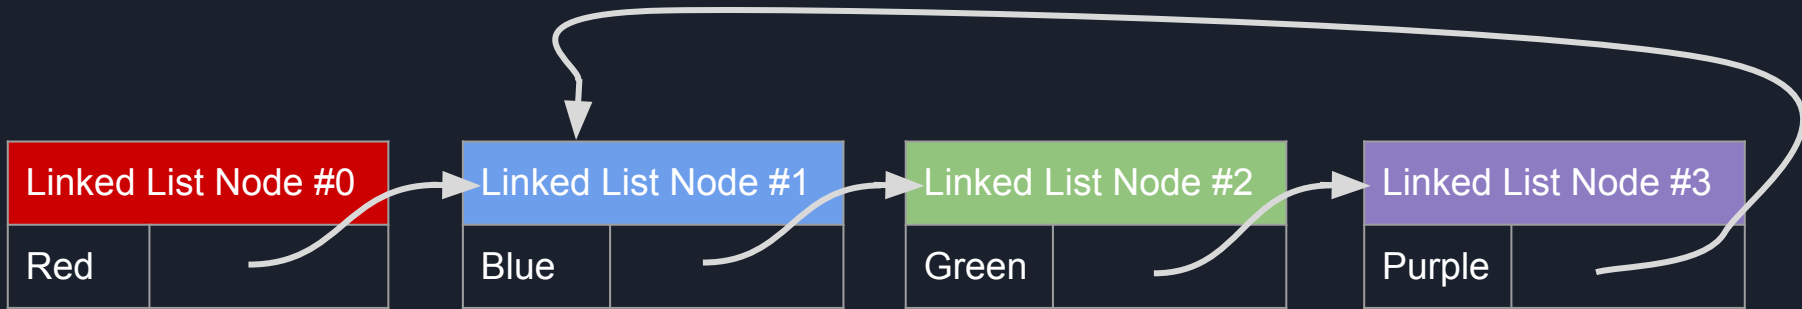 Linked List Node #0
Linked List Node #1
Linked List Node #2
Linked List Node #3
Red
Blue
Green
Purple